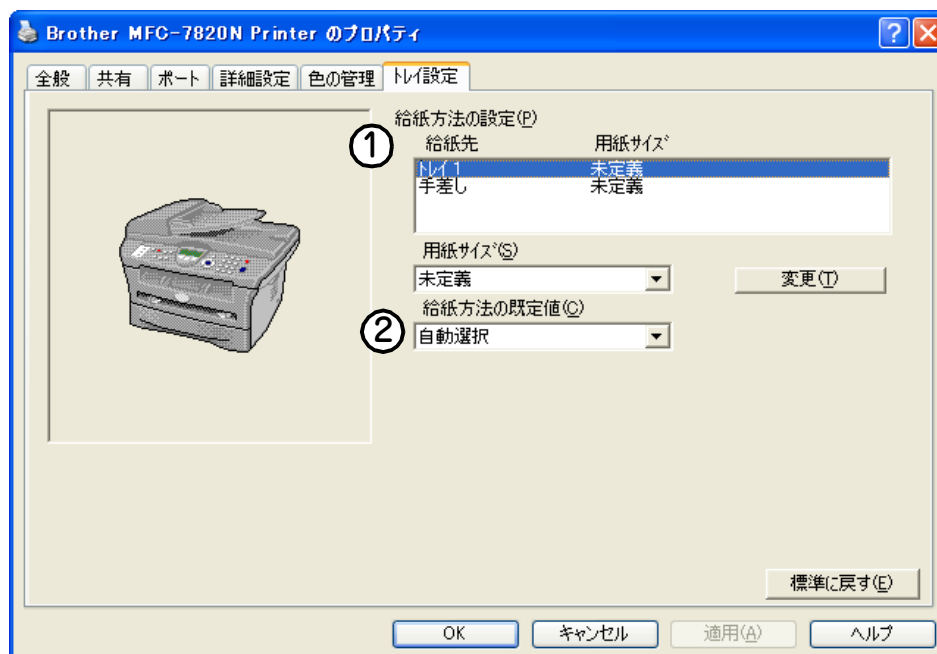 Brother MFC-7820N Printer のプロパティ
全般 共有 ポート 詳細設定 色の管理 トレイ設定
給紙方法の設定(P)
① 給紙先 用紙サイズ
トレイ 1 未定義
手差し 未定義
用紙サイズ(S)
未定義 変更(T)
給紙方法の既定値(C)
② 自動選択
標準に戻す(E)
OK キャンセル 適用(A) ヘルプ